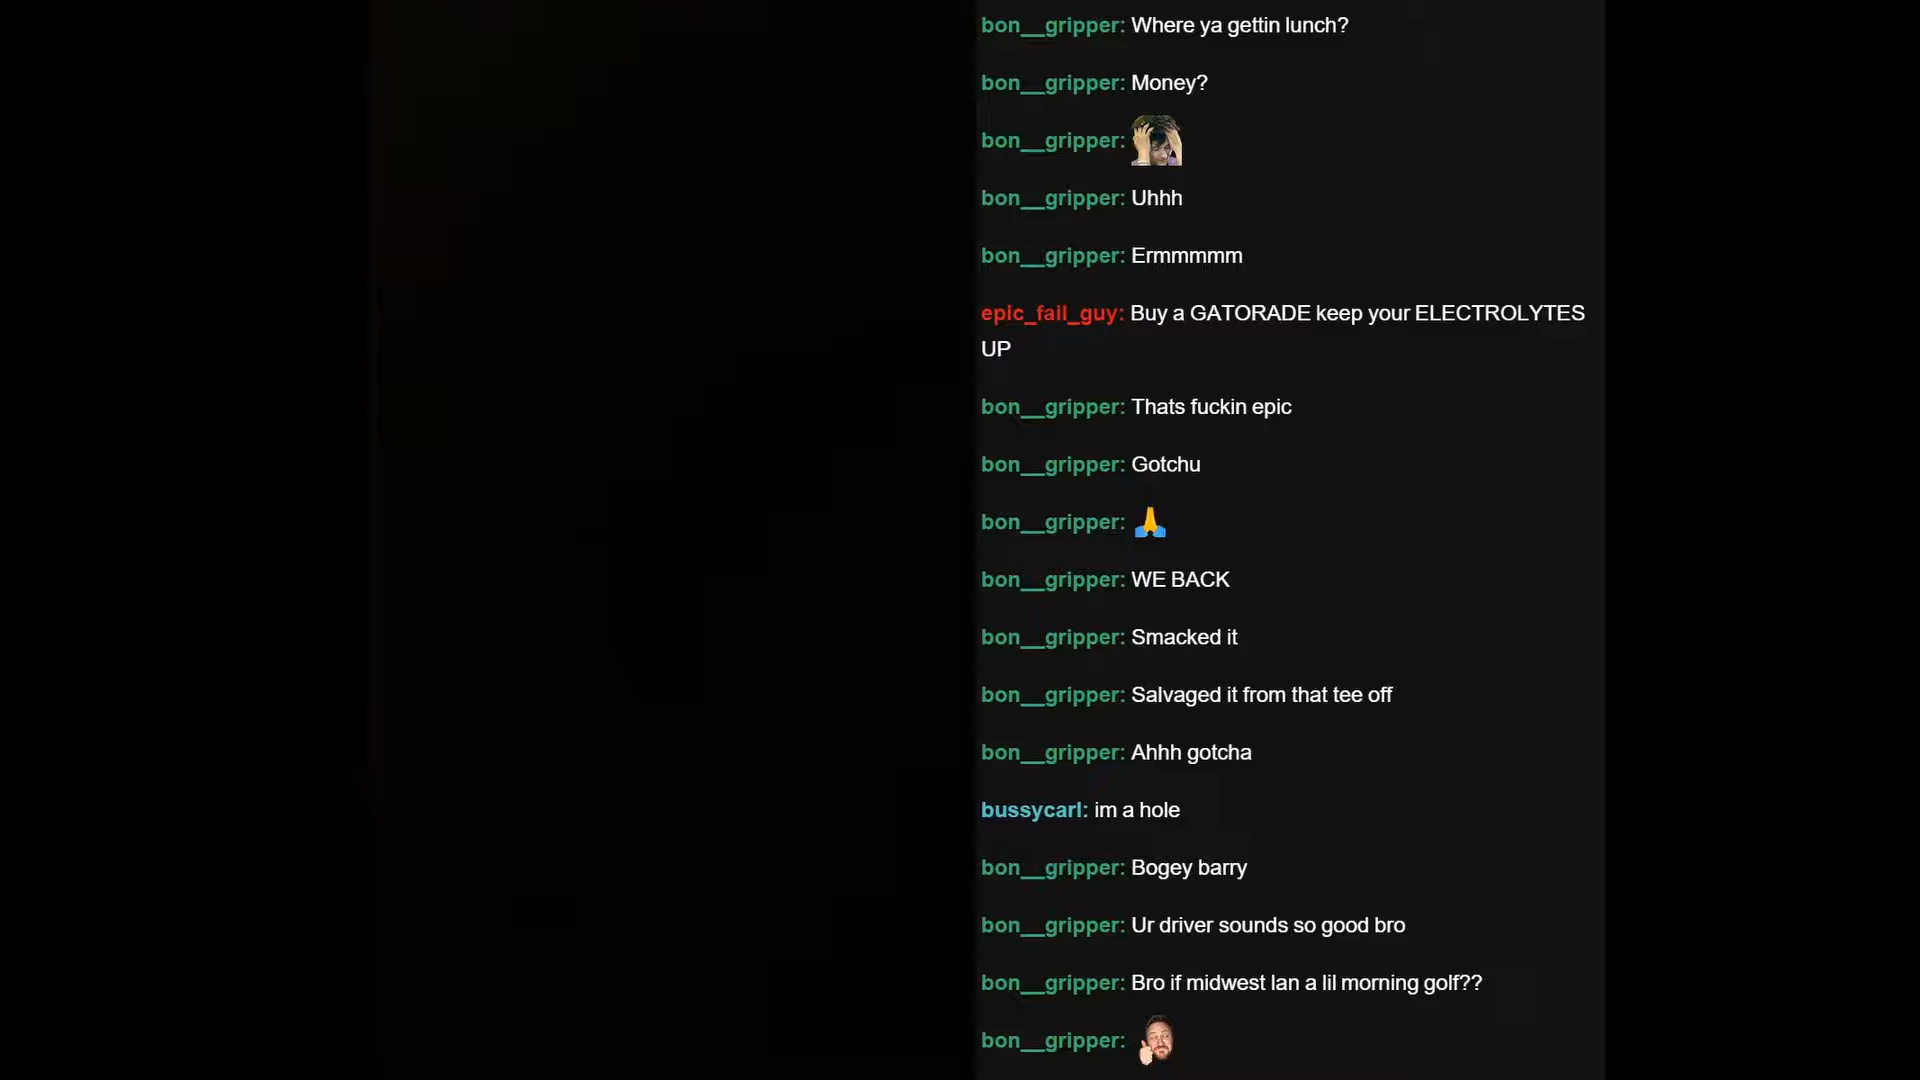 bon__gripper: Where ya gettin lunch?
bon__gripper: Money?
bon__gripper:
bon__gripper: Uhhh
bon__gripper: Ermmmmm
epic_fail_guy: Buy a GATORADE keep your ELECTROLYTES
UP
bon__gripper: Thats fuckin epic
bon__gripper: Gotchu
bon__gripper: 🙏
bon__gripper: WE BACK
bon__gripper: Smacked it
bon__gripper: Salvaged it from that tee off
bon__gripper: Ahhh gotcha
bussycarl: im a hole
bon__gripper: Bogey barry
bon__gripper: Ur driver sounds so good bro
bon__gripper: Bro if midwest lan a lil morning golf??
bon__gripper: